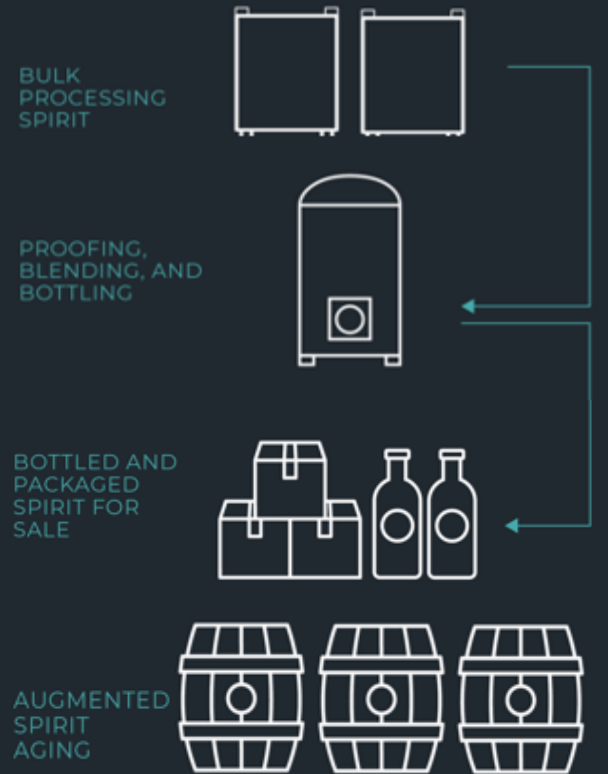 BULK
PROCESSING
SPIRIT
PROOFING,
BLENDING, AND
BOTTLING
BOTTLED AND
PACKAGED
SPIRIT FOR
SALE
AUGMENTED
SPIRIT
AGING